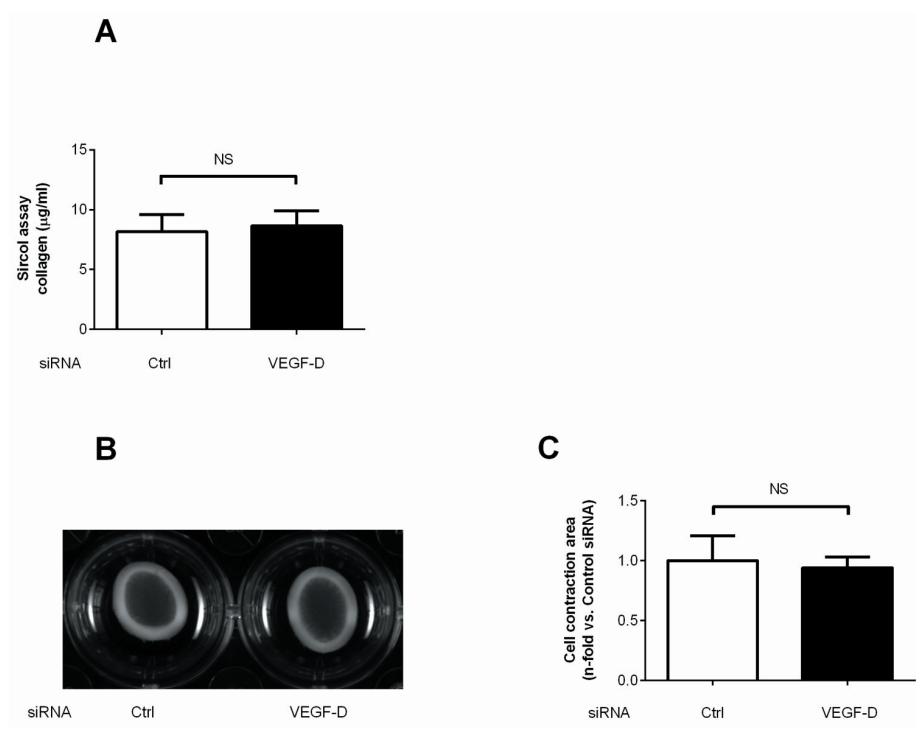 A
15
10
5
0
NS
Sircol assay
collagen (µg/ml)
siRNA Ctrl VEGF-D
B
siRNA Ctrl VEGF-D
C
1.5
1.0
0.5
0.0
NS
Cell contraction area
(n-fold vs. Control siRNA)
siRNA Ctrl VEGF-D